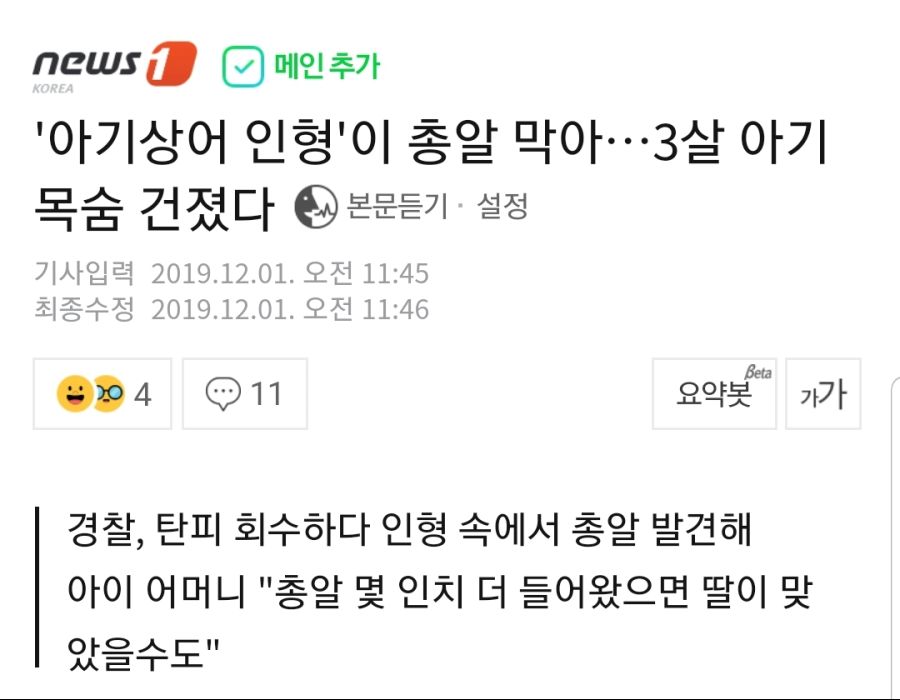 news1
KOREA
메인 추가
'아기상어 인형'이 총알 막아…3살 아기
목숨 건졌다 본문듣기 · 설정
기사입력 2019.12.01. 오전 11:45
최종수정 2019.12.01. 오전 11:46
4 11 요약봇 Beta 가가
경찰, 탄피 회수하다 인형 속에서 총알 발견해
아이 어머니 "총알 몇 인치 더 들어왔으면 딸이 맞
았을수도"